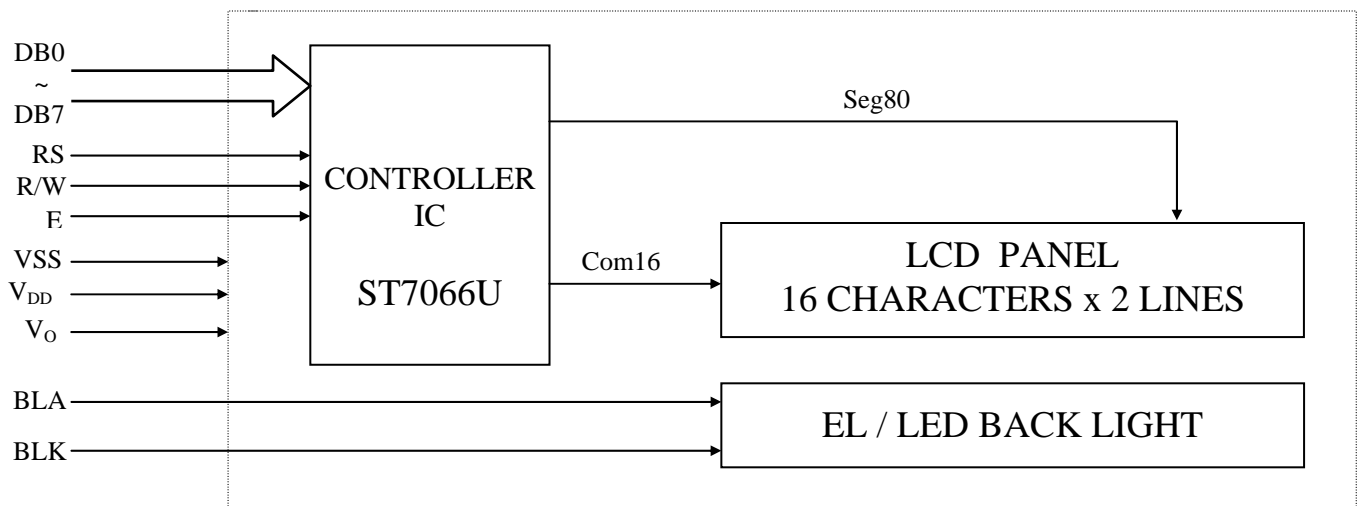 DB0
~
DB7
RS
R/W
E
VSS
VDD
VO
BLA
BLK
CONTROLLER
IC
ST7066U
Seg80
Com16
LCD PANEL
16 CHARACTERS x 2 LINES
EL / LED BACK LIGHT